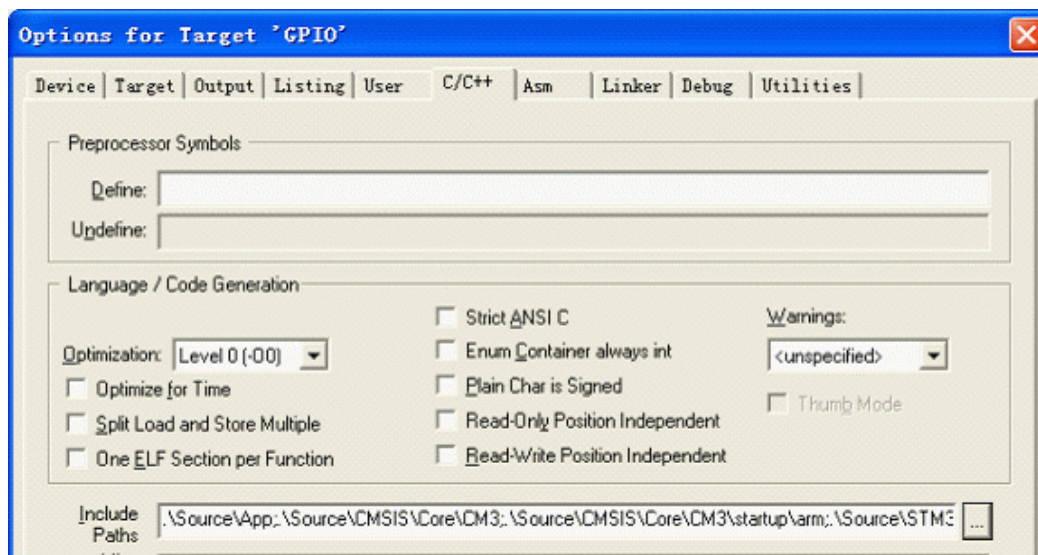 Options for Target 'GPIO'
Device Target Output Listing User C/C++ Asm Linker Debug Utilities
Preprocessor Symbols
Define:
Undefine:
Language / Code Generation
Strict ANSI C
Warnings:
Optimization: Level 0 (-O0)
Enum Container always int
<unspecified>
Optimize for Time
Plain Char is Signed
Thumb Mode
Split Load and Store Multiple
Read-Only Position Independent
One ELF Section per Function
Read-Write Position Independent
Include Paths
.\Source\App;.\Source\CMSIS\Core\CM3;.\Source\CMSIS\Core\CM3\startup\arm;.\Source\STM3
...